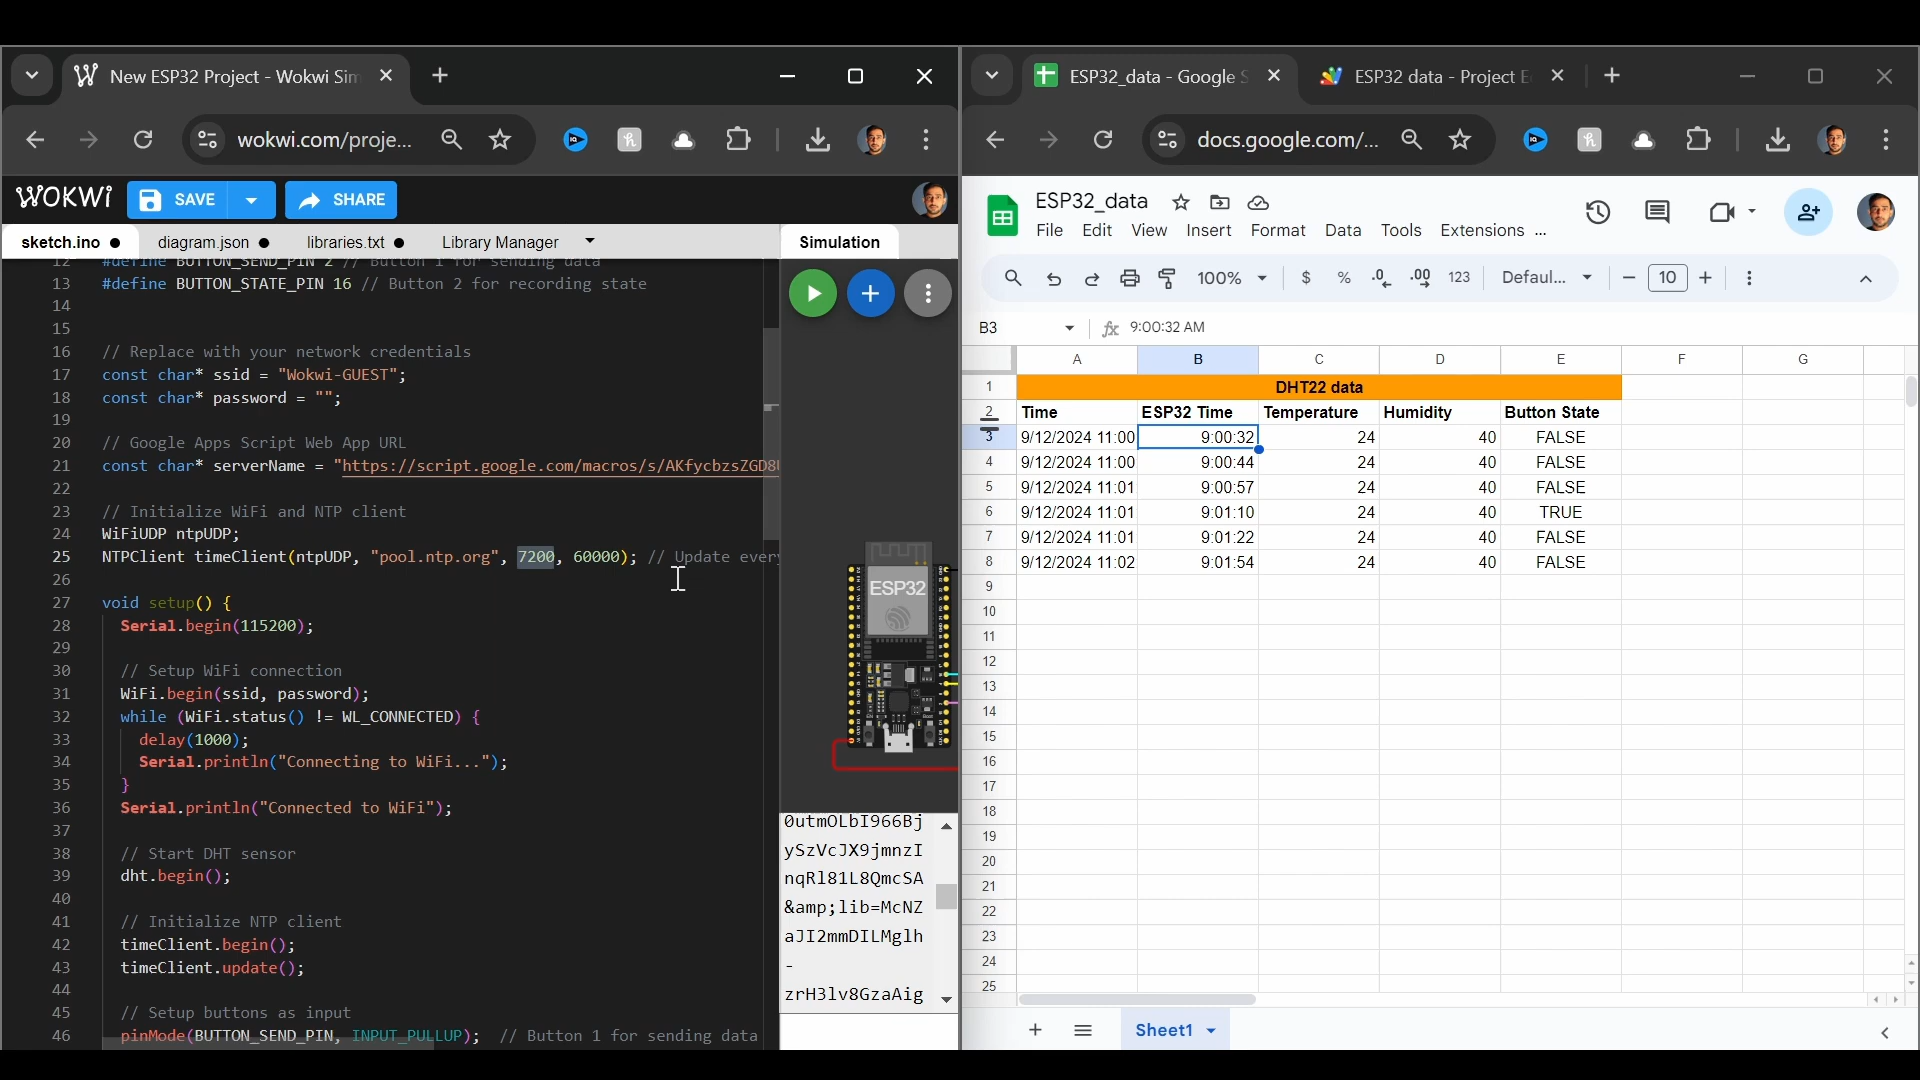 New ESP32 Project - Wokwi Sim
wokwi.com/proje...
WOKWi
SAVE
SHARE
sketch.ino
diagram.json
libraries.txt
Library Manager
Simulation
12 #define BUTTON_SEND_PIN 2 // Button 1 for sending data
13 #define BUTTON_STATE_PIN 16 // Button 2 for recording state
14
15
16 // Replace with your network credentials
17 const char* ssid = "Wokwi-GUEST";
18 const char* password = "";
19
20 // Google Apps Script Web App URL
21 const char* serverName = "https://script.google.com/macros/s/AKfycbzsZGD8
22
23 // Initialize WiFi and NTP client
24 WiFiUDP ntpUDP;
25 NTPClient timeClient(ntpUDP, "pool.ntp.org", 7200, 60000); // Update every
26
27 void setup() {
28 Serial.begin(115200);
29
30 // Setup WiFi connection
31 WiFi.begin(ssid, password);
32 while (WiFi.status() != WL_CONNECTED) {
33 delay(1000);
34 Serial.println("Connecting to WiFi...");
35 }
36 Serial.println("Connected to WiFi");
37
38 // Start DHT sensor
39 dht.begin();
40
41 // Initialize NTP client
42 timeClient.begin();
43 timeClient.update();
44
45 // Setup buttons as input
46 pinMode(BUTTON_SEND_PIN, INPUT_PULLUP); // Button 1 for sending data
ESP32
0utmOLbI966Bj
ySzVcJX9jmnzI
nqRl81L8QmcSA
&amp;lib=McNZ
aJI2mmDILMglh
-
zrH3lv8GzaAig
ESP32_data - Google S
ESP32 data - Project E
docs.google.com/...
ESP32_data
File Edit View Insert Format Data Tools Extensions ...
100% $ % .0 .00 123 Defaul... − 10 +
B3 fx 9:00:32 AM
A B C D E F G
1 DHT22 data
2 Time ESP32 Time Temperature Humidity Button State
3 9/12/2024 11:00 9:00:32 24 40 FALSE
4 9/12/2024 11:00 9:00:44 24 40 FALSE
5 9/12/2024 11:01 9:00:57 24 40 FALSE
6 9/12/2024 11:01 9:01:10 24 40 TRUE
7 9/12/2024 11:01 9:01:22 24 40 FALSE
8 9/12/2024 11:02 9:01:54 24 40 FALSE
9
10
11
12
13
14
15
16
17
18
19
20
21
22
23
24
25
Sheet1